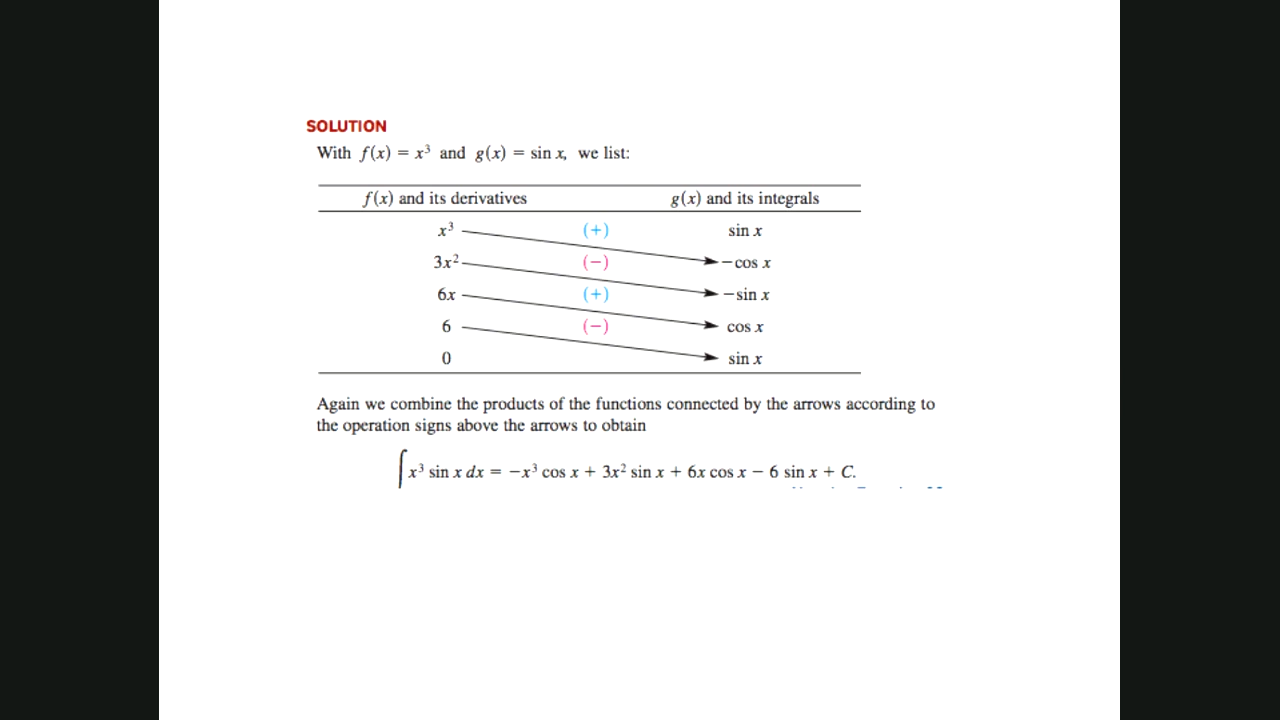 SOLUTION
With f(x) = x³ and g(x) = sin x, we list:
f(x) and its derivatives g(x) and its integrals
x³ (+) sin x
3x² (−) −cos x
6x (+) −sin x
6 (−) cos x
0 sin x
Again we combine the products of the functions connected by the arrows according to
the operation signs above the arrows to obtain
∫x³ sin x dx = −x³ cos x + 3x² sin x + 6x cos x − 6 sin x + C.